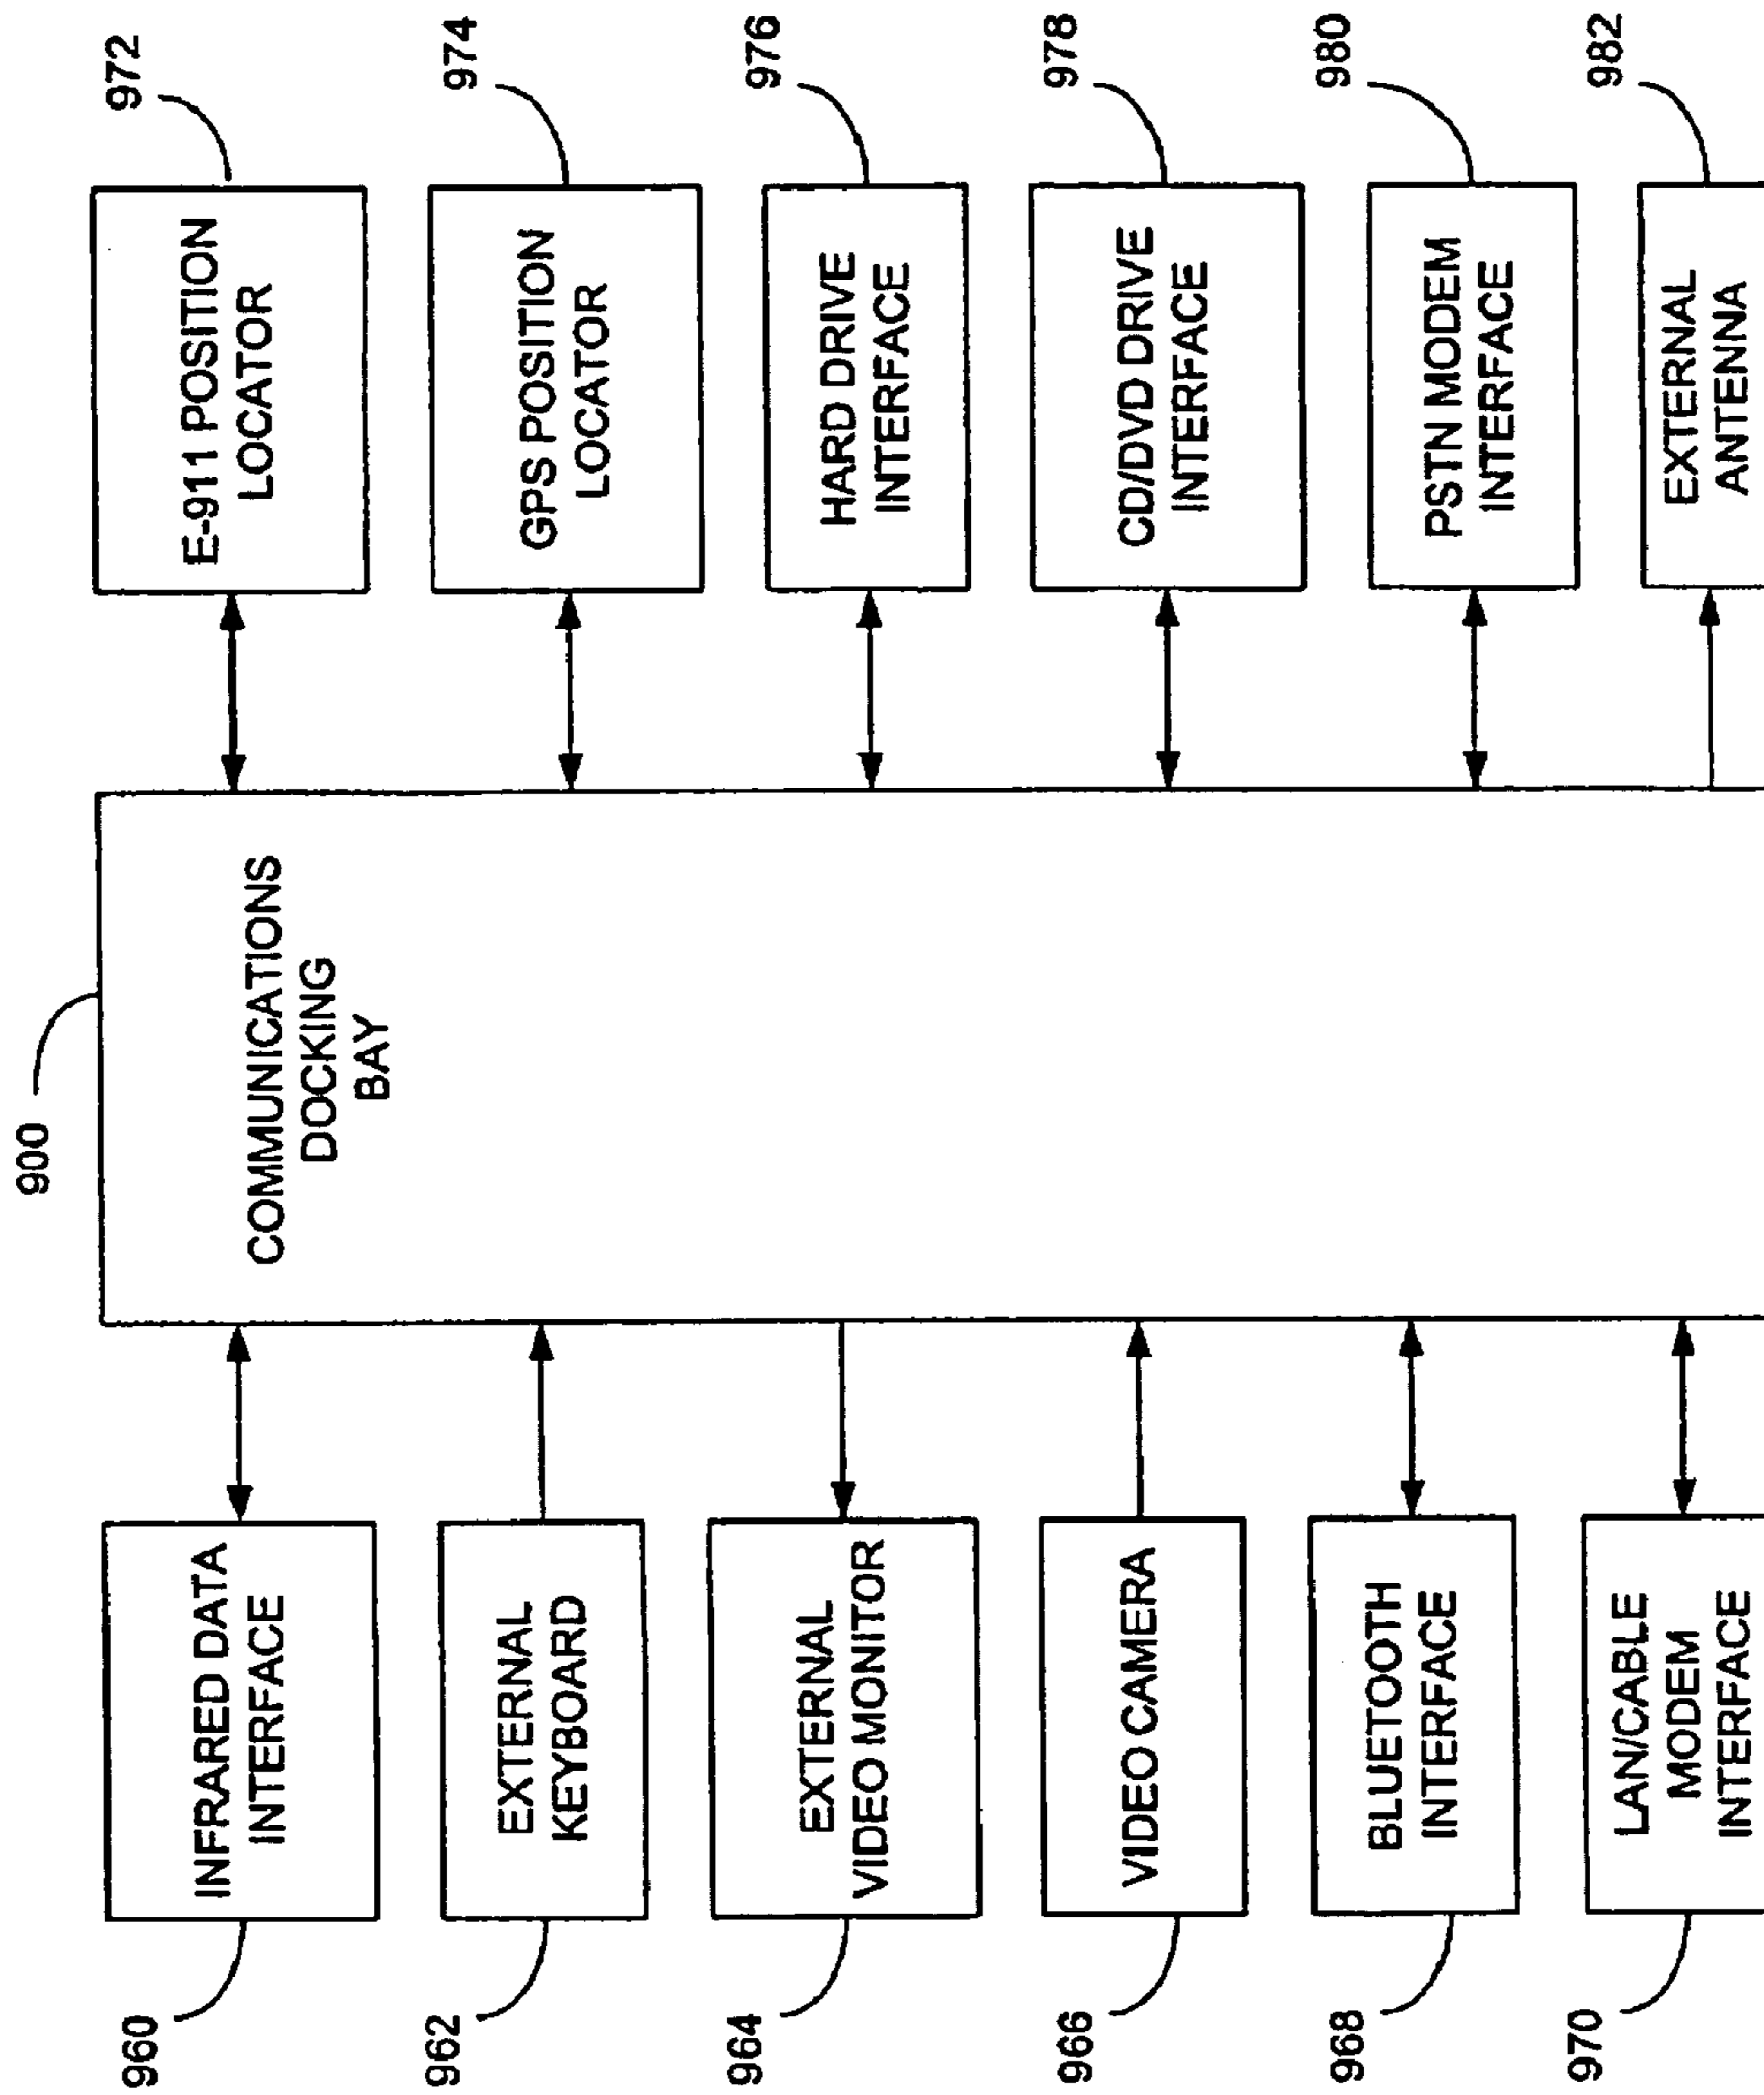 900
COMMUNICATIONS
DOCKING
BAY
960
INFRARED DATA
INTERFACE
962
EXTERNAL
KEYBOARD
964
EXTERNAL
VIDEO MONITOR
966
VIDEO CAMERA
968
BLUETOOTH
INTERFACE
970
LAN/CABLE
MODEM
INTERFACE
972
E-911 POSITION
LOCATOR
974
GPS POSITION
LOCATOR
976
HARD DRIVE
INTERFACE
978
CD/DVD DRIVE
INTERFACE
980
PSTN MODEM
INTERFACE
982
EXTERNAL
ANTENNA